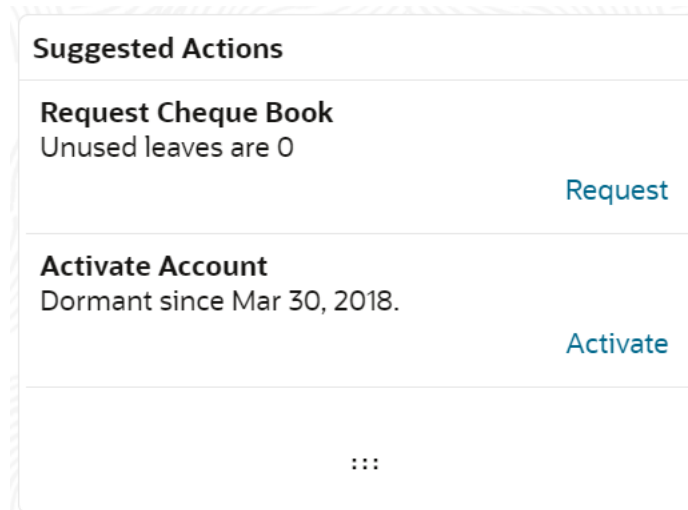 Suggested Actions
Request Cheque Book
Unused leaves are 0
Request
Activate Account
Dormant since Mar 30, 2018.
Activate